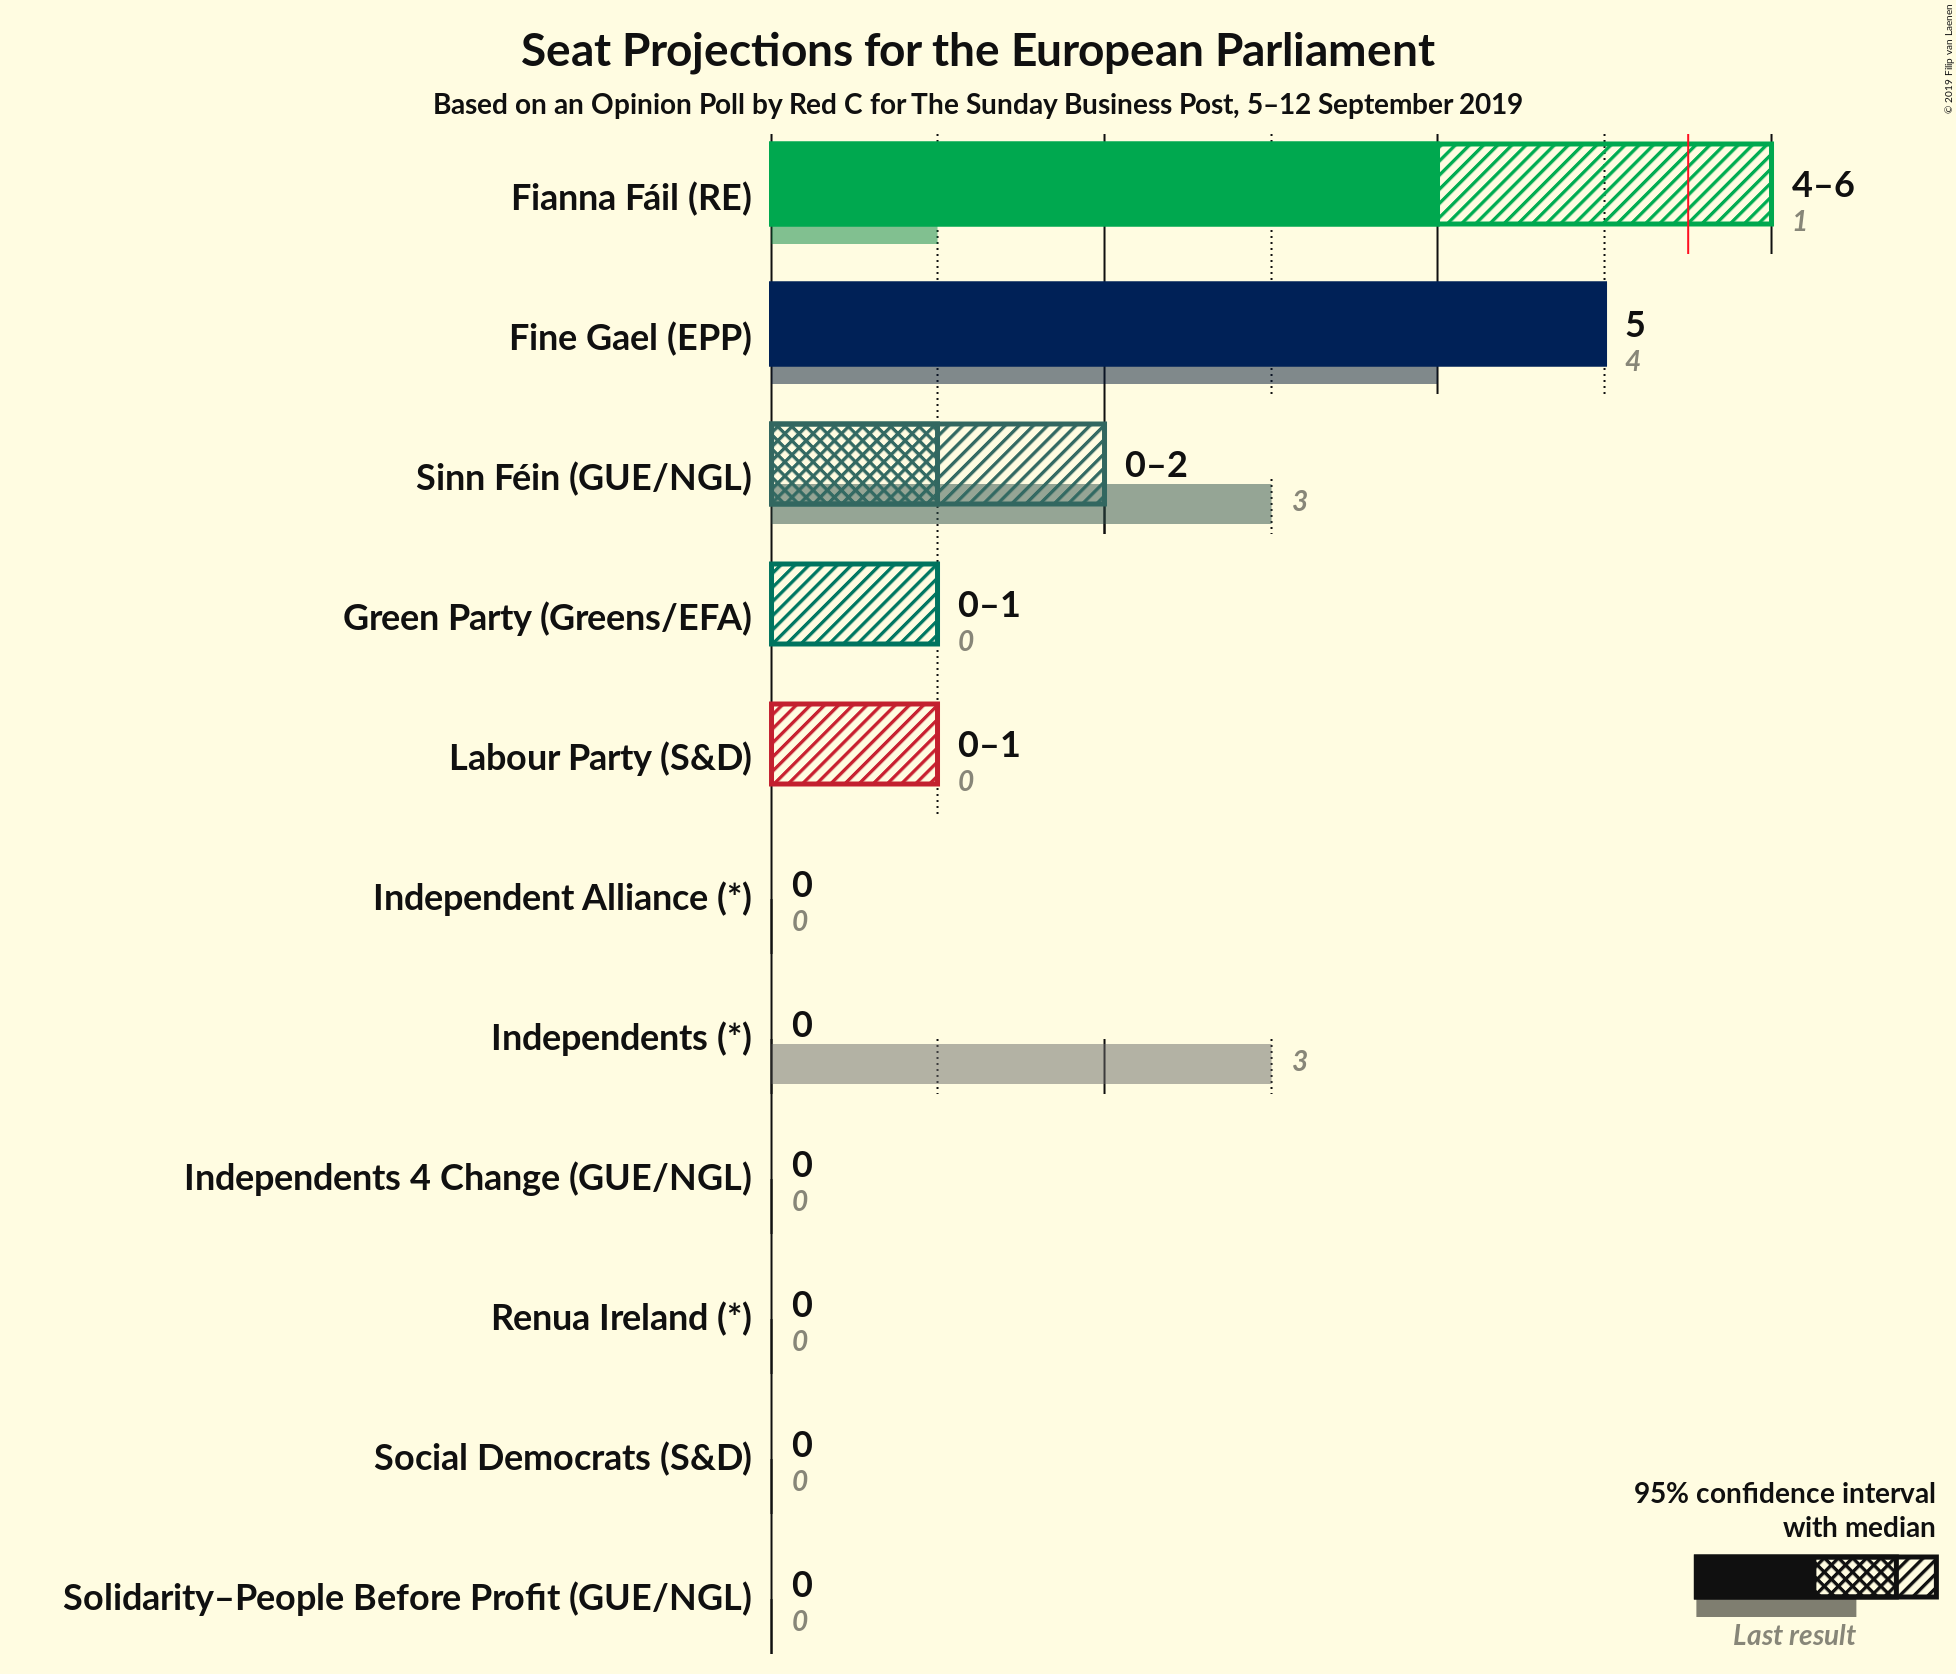 Seat Projections for the European Parliament
Based on an Opinion Poll by Red C for The Sunday Business Post, 5–12 September 2019
© 2019 Filip van Laenen
Fianna Fáil (RE)
4–6
1
Fine Gael (EPP)
5
4
Sinn Féin (GUE/NGL)
0–2
3
Green Party (Greens/EFA)
0–1
0
Labour Party (S&D)
0–1
0
Independent Alliance (*)
0
0
Independents (*)
0
3
Independents 4 Change (GUE/NGL)
0
0
Renua Ireland (*)
0
0
Social Democrats (S&D)
0
0
Solidarity–People Before Profit (GUE/NGL)
0
0
95% confidence interval
with median
Last result